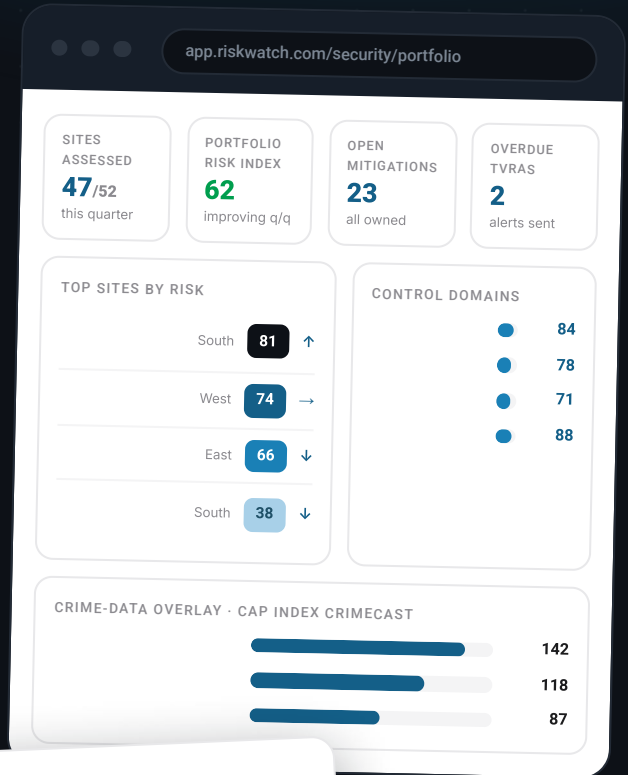 app.riskwatch.com/security/portfolio
SITES
ASSESSED
47/52
this quarter
PORTFOLIO
RISK INDEX
62
improving q/q
OPEN
MITIGATIONS
23
all owned
OVERDUE
TVRAS
2
alerts sent
TOP SITES BY RISK
South 81 ↑
West 74 →
East 66 ↓
South 38 ↓
CONTROL DOMAINS
84
78
71
88
CRIME-DATA OVERLAY · CAP INDEX CRIMECAST
142
118
87